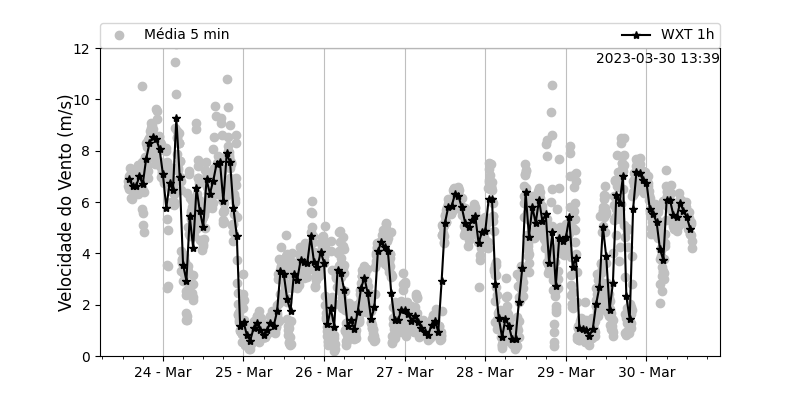 Média 5 min WXT 1h
2023-03-30 13:39
Velocidade do Vento (m/s)
12
10
8
6
4
2
0
24 - Mar 25 - Mar 26 - Mar 27 - Mar 28 - Mar 29 - Mar 30 - Mar